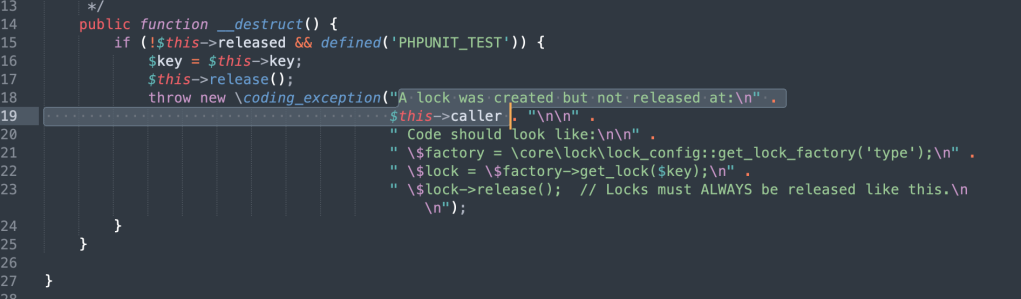 13 */
14 public function __destruct() {
15 if (!$this->released && defined('PHPUNIT_TEST')) {
16 $key = $this->key;
17 $this->release();
18 throw new \coding_exception("A lock was created but not released at:\n" .
19 $this->caller . "\n\n" .
20 " Code should look like:\n\n" .
21 " \$factory = \core\lock\lock_config::get_lock_factory('type');\n" .
22 " \$lock = \$factory->get_lock($key);\n" .
23 " \$lock->release();  // Locks must ALWAYS be released like this.\n
\n");
24 }
25 }
26
27 }
28